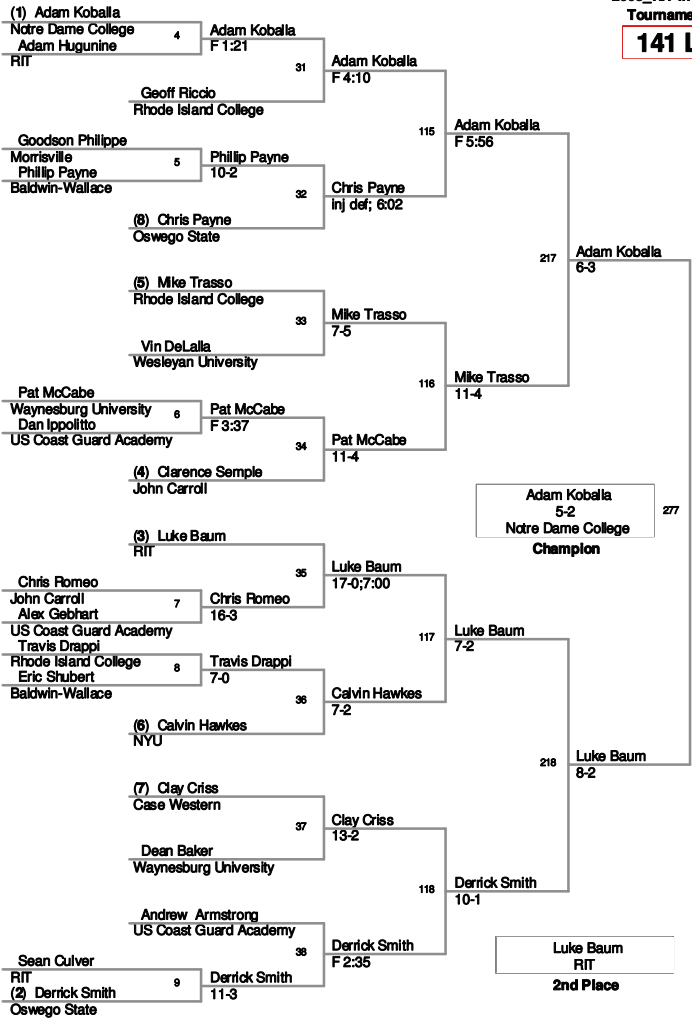 Tourname
141 L
(1) Adam Koballa
Notre Dame College
4
Adam Hugunine
RIT
Adam Koballa
F 1:21
31
Geoff Riccio
Rhode Island College
Adam Koballa
F 4:10
115
Goodson Philippe
Morrisville
5
Phillip Payne
Baldwin-Wallace
Phillip Payne
10-2
32
(8) Chris Payne
Oswego State
Chris Payne
inj def; 6:02
Adam Koballa
F 5:56
217
(5) Mike Trasso
Rhode Island College
33
Vin DeLalla
Wesleyan University
Mike Trasso
7-5
116
Pat McCabe
Waynesburg University
6
Dan Ippolitto
US Coast Guard Academy
Pat McCabe
F 3:37
34
(4) Clarence Semple
John Carroll
Pat McCabe
11-4
Mike Trasso
11-4
Adam Koballa
6-3
Adam Koballa
5-2
Notre Dame College
Champion
277
(3) Luke Baum
RIT
35
Chris Romeo
John Carroll
7
Alex Gebhart
US Coast Guard Academy
Chris Romeo
16-3
Luke Baum
17-0;7:00
117
Travis Drappi
Rhode Island College
8
Eric Shubert
Baldwin-Wallace
Travis Drappi
7-0
36
(6) Calvin Hawkes
NYU
Calvin Hawkes
7-2
Luke Baum
7-2
218
(7) Clay Criss
Case Western
37
Dean Baker
Waynesburg University
Clay Criss
13-2
118
Andrew Armstrong
US Coast Guard Academy
38
Sean Culver
RIT
9
(2) Derrick Smith
Oswego State
Derrick Smith
11-3
Derrick Smith
F 2:35
Derrick Smith
10-1
Luke Baum
8-2
Luke Baum
RIT
2nd Place